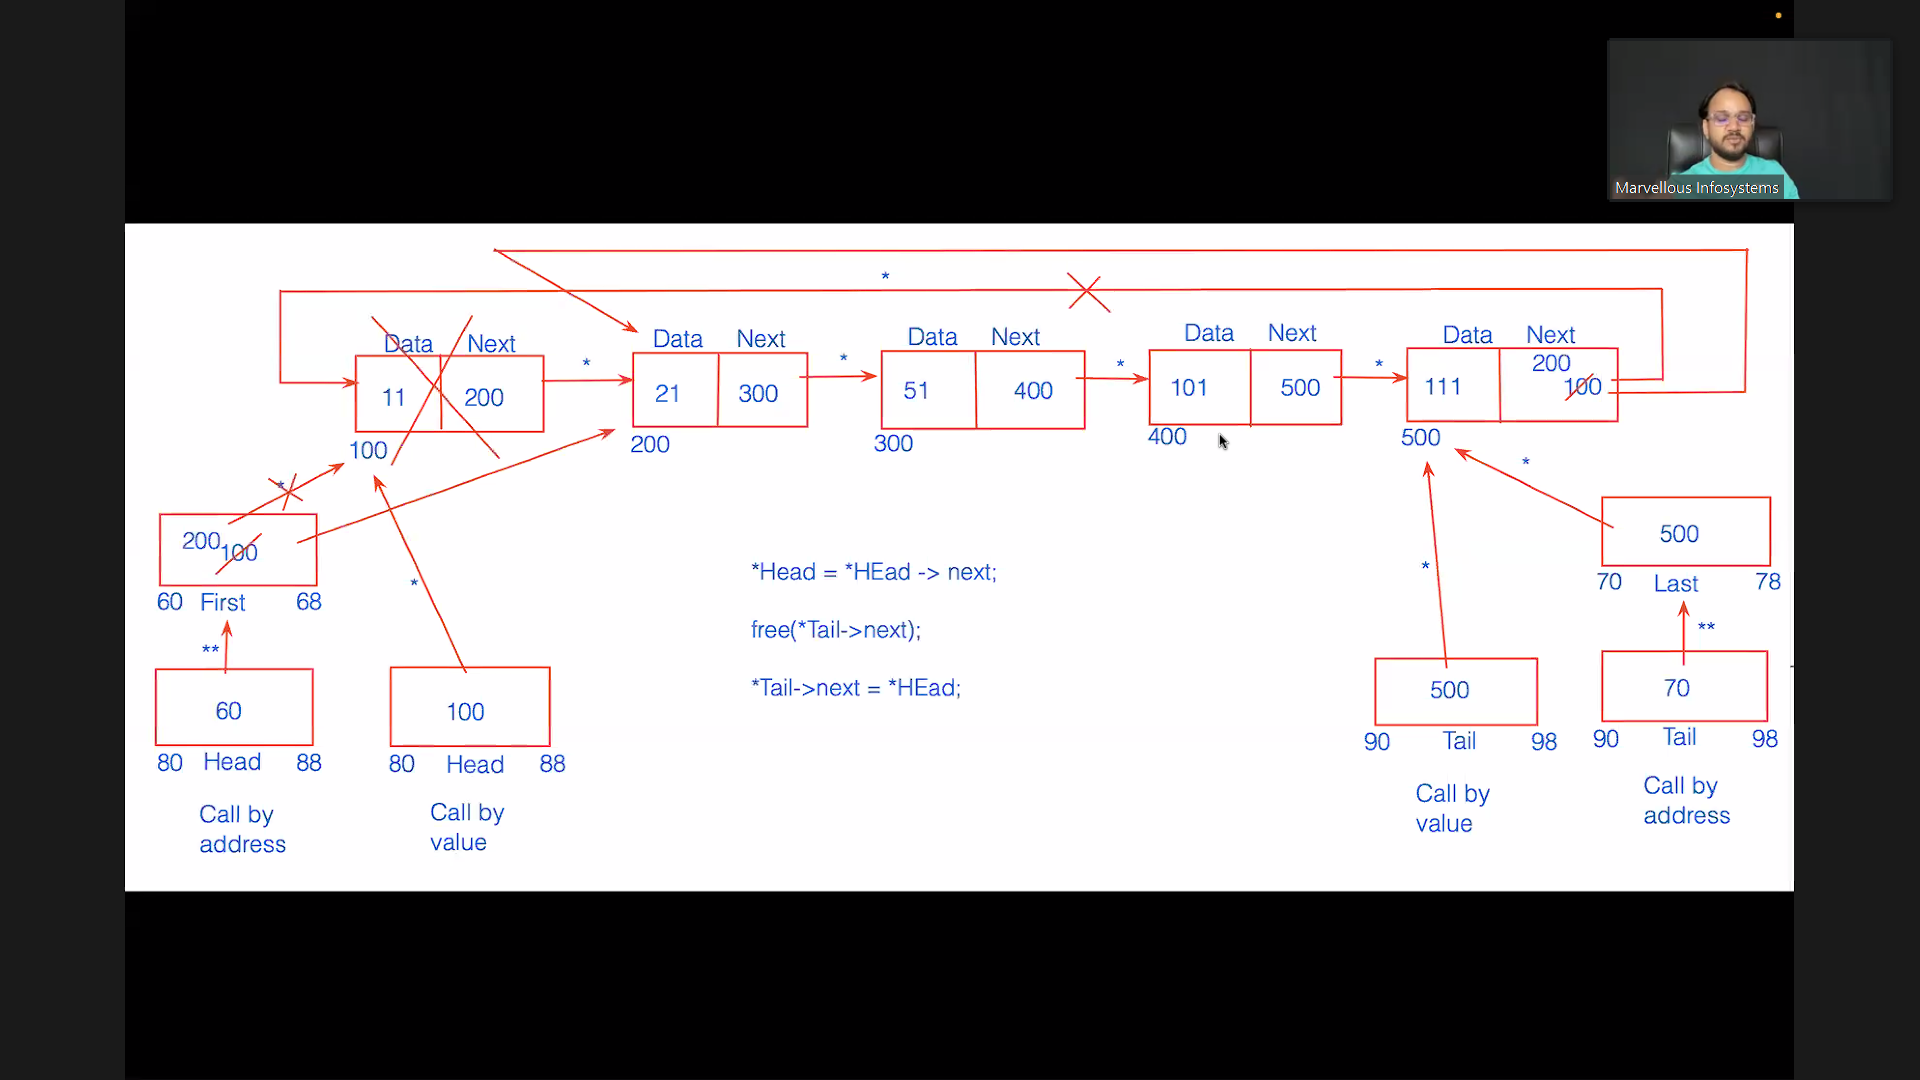 Marvellous Infosystems
*
Data Next
Data Next
Data Next
Data Next
Data Next
11 200
*
21 300
*
51 400
*
101 500
*
111 200
100
100
200
300
400
500
*
200 100
60 First 68
**
60
80 Head 88
Call by
address
*
100
80 Head 88
Call by
value
*Head = *HEad -> next;
free(*Tail->next);
*Tail->next = *HEad;
*
500
90 Tail 98
Call by
value
*
500
70 Last 78
**
70
90 Tail 98
Call by
address